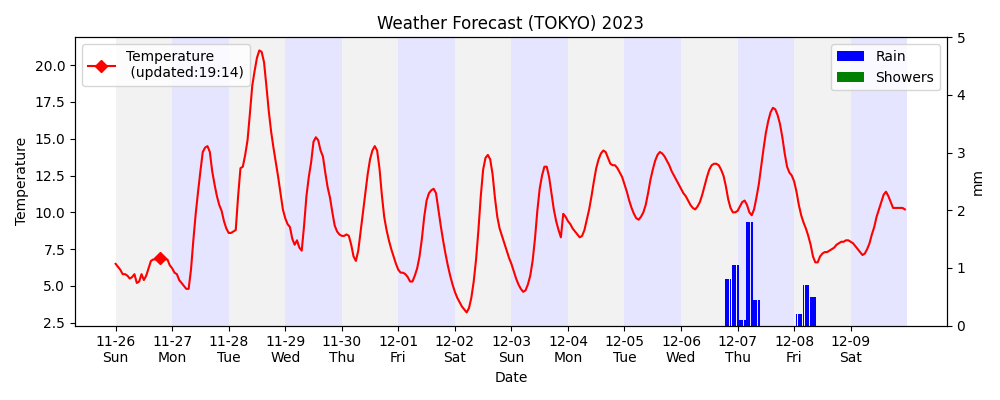 Weather Forecast (TOKYO) 2023
Temperature
(updated:19:14)
Rain
Showers
20.0
17.5
15.0
12.5
10.0
7.5
5.0
2.5
Temperature
5
4
3
2
1
0
mm
11-26 11-27 11-28 11-29 11-30 12-01 12-02 12-03 12-04 12-05 12-06 12-07 12-08 12-09
Sun Mon Tue Wed Thu Fri Sat Sun Mon Tue Wed Thu Fri Sat
Date